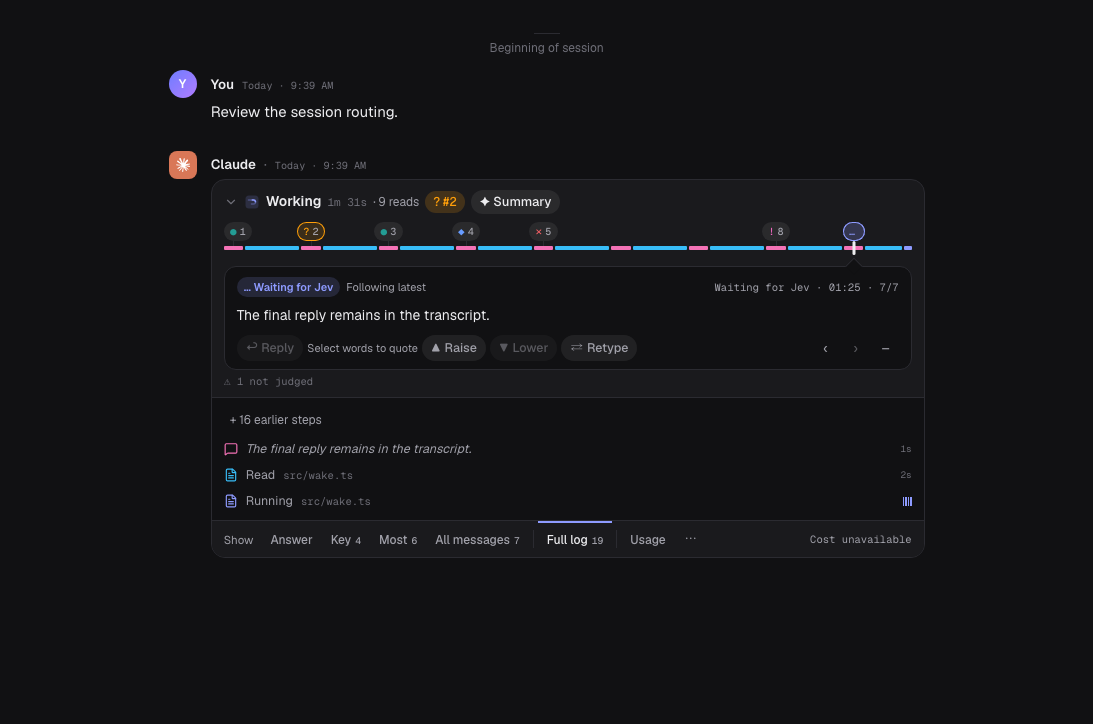 Beginning of session
Y You Today · 9:39 AM
Review the session routing.
Claude · Today · 9:39 AM
Working 1m 31s · 9 reads ? #2 ✦ Summary
● 1 ? 2 ● 3 ◆ 4 × 5 ! 8 …
… Waiting for Jev Following latest Waiting for Jev · 01:25 · 7/7
The final reply remains in the transcript.
↩ Reply Select words to quote ▲ Raise ▼ Lower ⇄ Retype ‹ › –
⚠ 1 not judged
+ 16 earlier steps
The final reply remains in the transcript. 1s
Read src/wake.ts 2s
Running src/wake.ts
Show Answer Key 4 Most 6 All messages 7 Full log 19 Usage ··· Cost unavailable